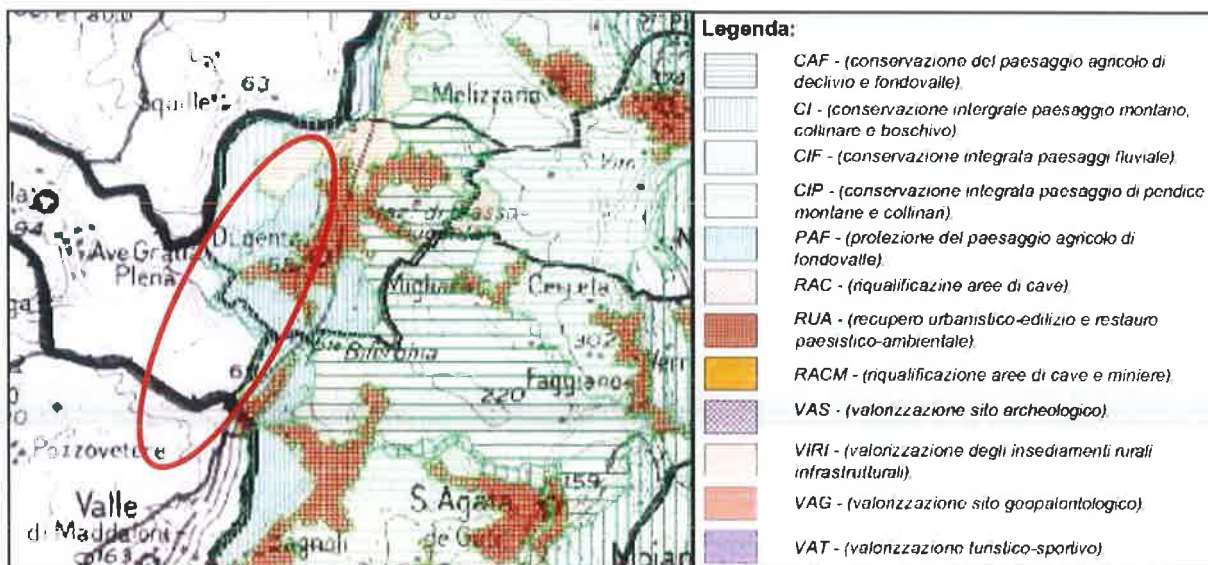 63
Squille
Melizzano
94
Ave Gratia
Plena
Dugenta
Cerreta
302
Faggiano
220
Pozzovetere
Valle
di Maddaloni
163
S. Agata
de Goti
159
Legenda:
CAF - (conservazione del paesaggio agricolo di
declivio e fondovalle)
CI - (conservazione intergrale paesaggio montano,
collinare e boschivo)
CIF - (conservazione integrata paesaggi fluviale)
CIP - (conservazione integrata paesaggio di pendice
montane e collinari)
PAF - (protezione del paesaggio agricolo di
fondovalle)
RAC - (riqualificazine aree di cave)
RUA - (recupero urbanistico-edilizio e restauro
paesistico-ambientale)
RACM - (riqualificazione aree di cave e miniere)
VAS - (valorizzazione sito archeologico)
VIRI - (valorizzazione degli insediamenti rurali
infrastrutturali)
VAG - (valorizzazione sito geopalontologico)
VAT - (valorizzazione turistico-sportivo)